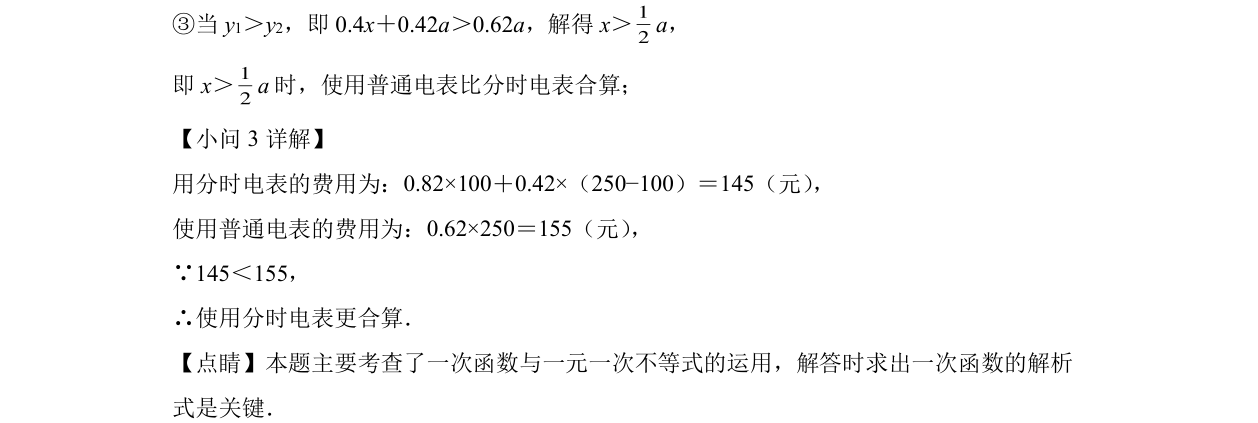 ③当 y₁＞y₂，即 0.4x＋0.42a＞0.62a，解得 x＞1/2 a，
即 x＞1/2 a 时，使用普通电表比分时电表合算；
【小问 3 详解】
用分时电表的费用为：0.82×100＋0.42×（250−100）＝145（元），
使用普通电表的费用为：0.62×250＝155（元），
∵145＜155，
∴使用分时电表更合算．
【点睛】本题主要考查了一次函数与一元一次不等式的运用，解答时求出一次函数的解析
式是关键．